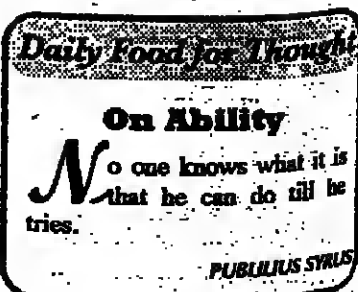 Daily Food for Thought
On Ability
No one knows what it is
that he can do till he
tries.
PUBLILIUS SYRUS